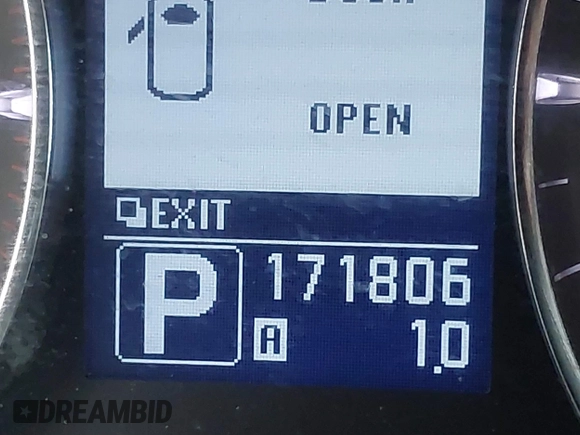 OPEN
EXIT
P
171806
A 1.0
DREAMBID